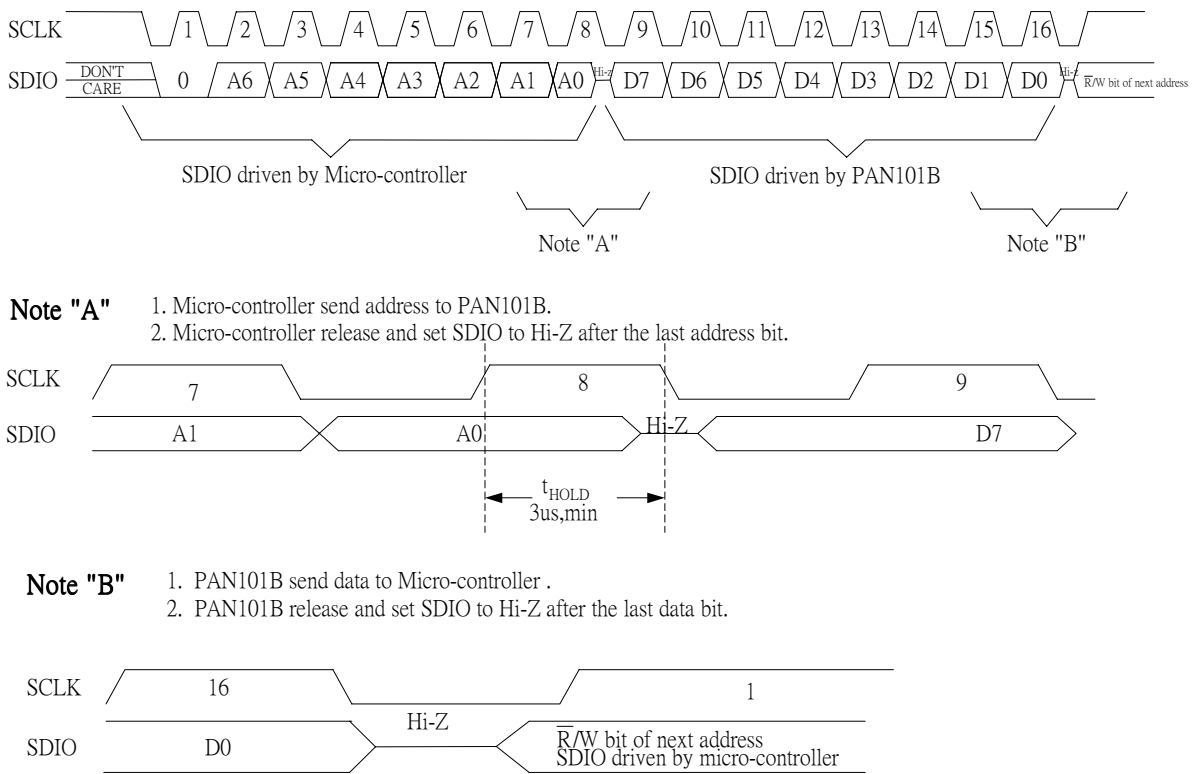 SCLK 1 2 3 4 5 6 7 8 9 10 11 12 13 14 15 16
SDIO DON'T CARE 0 A6 A5 A4 A3 A2 A1 A0 Hi-z D7 D6 D5 D4 D3 D2 D1 D0 Hi-Z R̅/W bit of next address
SDIO driven by Micro-controller SDIO driven by PAN101B
Note "A" Note "B"
Note "A" 1. Micro-controller send address to PAN101B.
2. Micro-controller release and set SDIO to Hi-Z after the last address bit.
SCLK 7 8 9
SDIO A1 A0 Hi-Z D7
tHOLD
3us,min
Note "B" 1. PAN101B send data to Micro-controller .
2. PAN101B release and set SDIO to Hi-Z after the last data bit.
SCLK 16 1
Hi-Z
SDIO D0 R̅/W bit of next address
SDIO driven by micro-controller